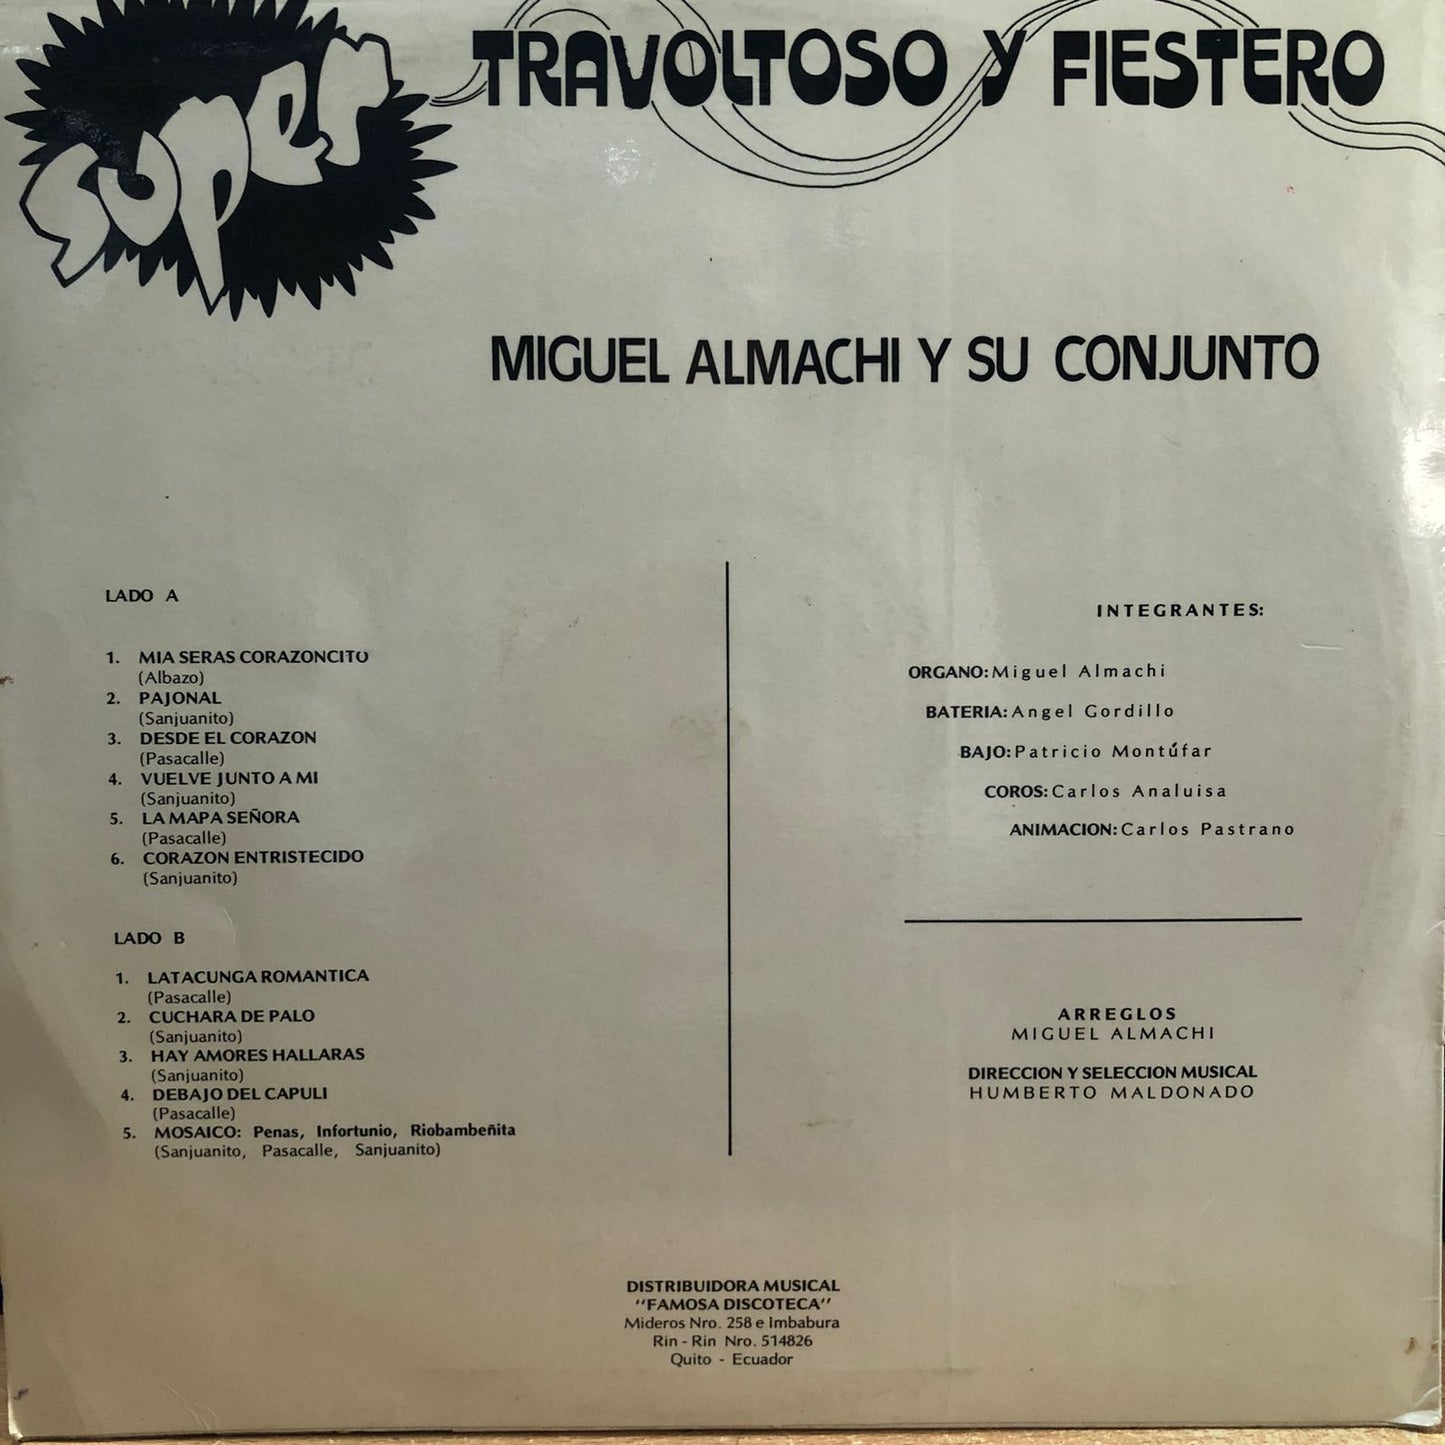 Super TRAVOLTOSO Y FIESTERO
MIGUEL ALMACHI Y SU CONJUNTO
LADO A
1. MIA SERAS CORAZONCITO
(Albazo)
2. PAJONAL
(Sanjuanito)
3. DESDE EL CORAZON
(Pasacalle)
4. VUELVE JUNTO A MI
(Sanjuanito)
5. LA MAPA SEÑORA
(Pasacalle)
6. CORAZON ENTRISTECIDO
(Sanjuanito)
LADO B
1. LATACUNGA ROMANTICA
(Pasacalle)
2. CUCHARA DE PALO
(Sanjuanito)
3. HAY AMORES HALLARAS
(Sanjuanito)
4. DEBAJO DEL CAPULI
(Pasacalle)
5. MOSAICO: Penas, Infortunio, Riobambeñita
(Sanjuanito, Pasacalle, Sanjuanito)
INTEGRANTES:
ORGANO: Miguel Almachi
BATERIA: Angel Gordillo
BAJO: Patricio Montúfar
COROS: Carlos Analuisa
ANIMACION: Carlos Pastrano
ARREGLOS
MIGUEL ALMACHI
DIRECCION Y SELECCION MUSICAL
HUMBERTO MALDONADO
DISTRIBUIDORA MUSICAL
''FAMOSA DISCOTECA''
Mideros Nro. 258 e Imbabura
Rin - Rin Nro. 514826
Quito - Ecuador